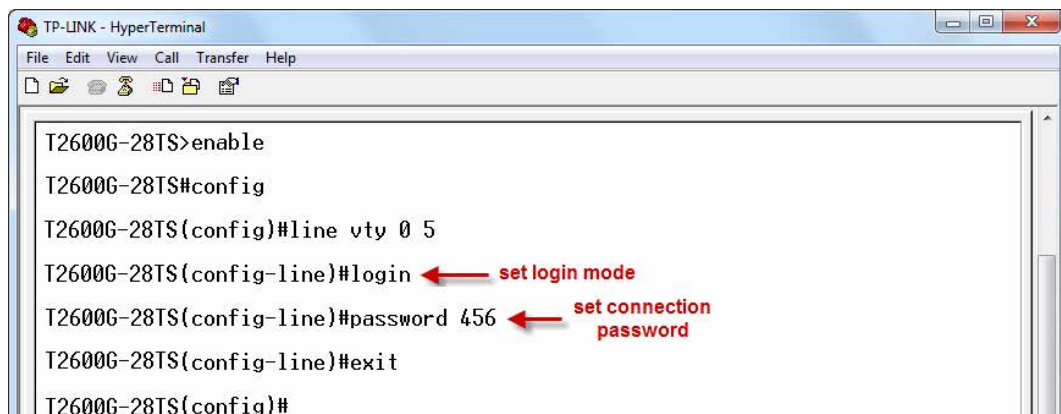 TP-LINK - HyperTerminal
File Edit View Call Transfer Help
T2600G-28TS>enable
T2600G-28TS#config
T2600G-28TS(config)#line vty 0 5
T2600G-28TS(config-line)#login
set login mode
T2600G-28TS(config-line)#password 456
set connection
password
T2600G-28TS(config-line)#exit
T2600G-28TS(config)#